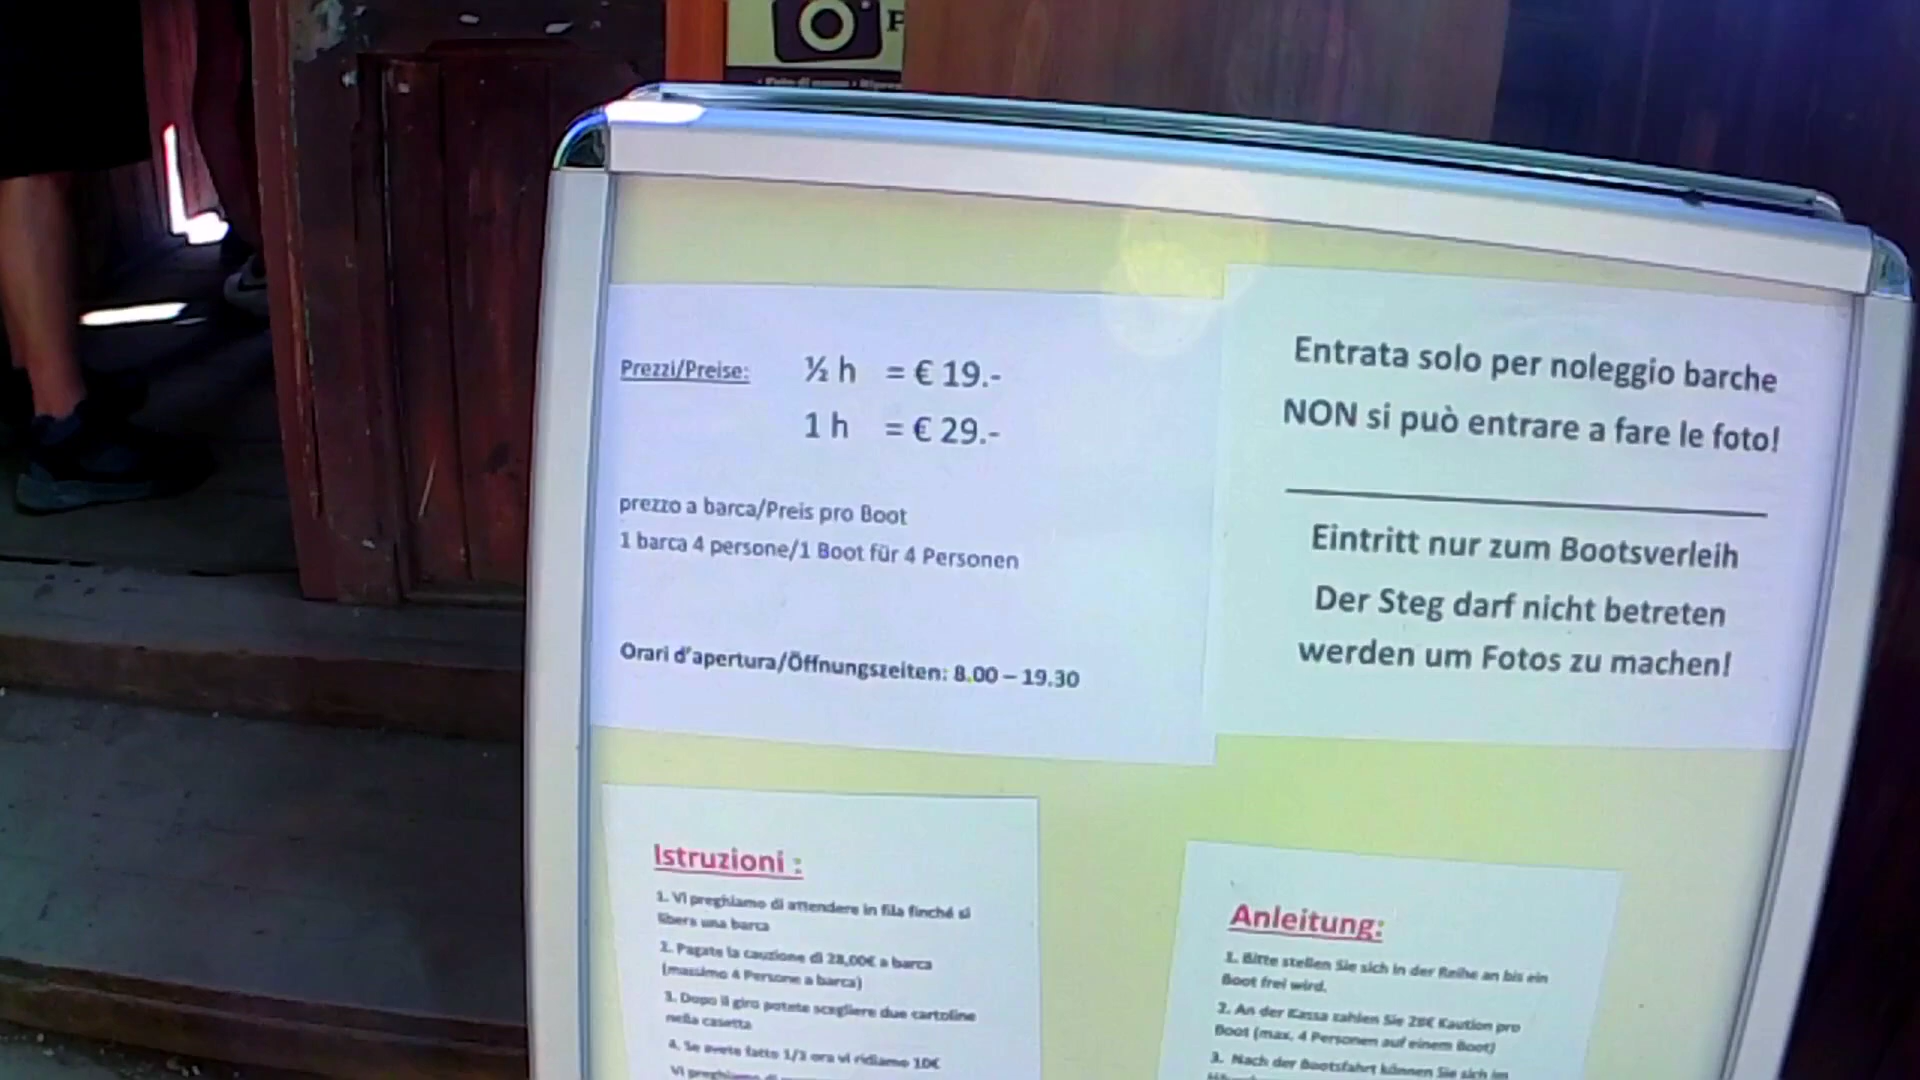 Prezzi/Preise: ½ h = € 19.-
1 h = € 29.-
prezzo a barca/Preis pro Boot
1 barca 4 persone/1 Boot für 4 Personen
Orari d'apertura/Öffnungszeiten: 8.00 – 19.30
Entrata solo per noleggio barche
NON si può entrare a fare le foto!
Eintritt nur zum Bootsverleih
Der Steg darf nicht betreten
werden um Fotos zu machen!
Istruzioni :
1. Vi preghiamo di attendere in fila finché si
libera una barca
2. Pagate la cauzione di 28,00€ a barca
(massimo 4 Persone a barca)
3. Dopo il giro potete scegliere due cartoline
nella casetta
4. Se avete fatto 1/2 ora vi ridiamo 10€
Vi preghiamo di
Anleitung:
1. Bitte stellen Sie sich in der Reihe an bis ein
Boot frei wird.
2. An der Kassa zahlen Sie 28€ Kaution pro
Boot (max. 4 Personen auf einem Boot)
3. Nach der Bootsfahrt können Sie sich im